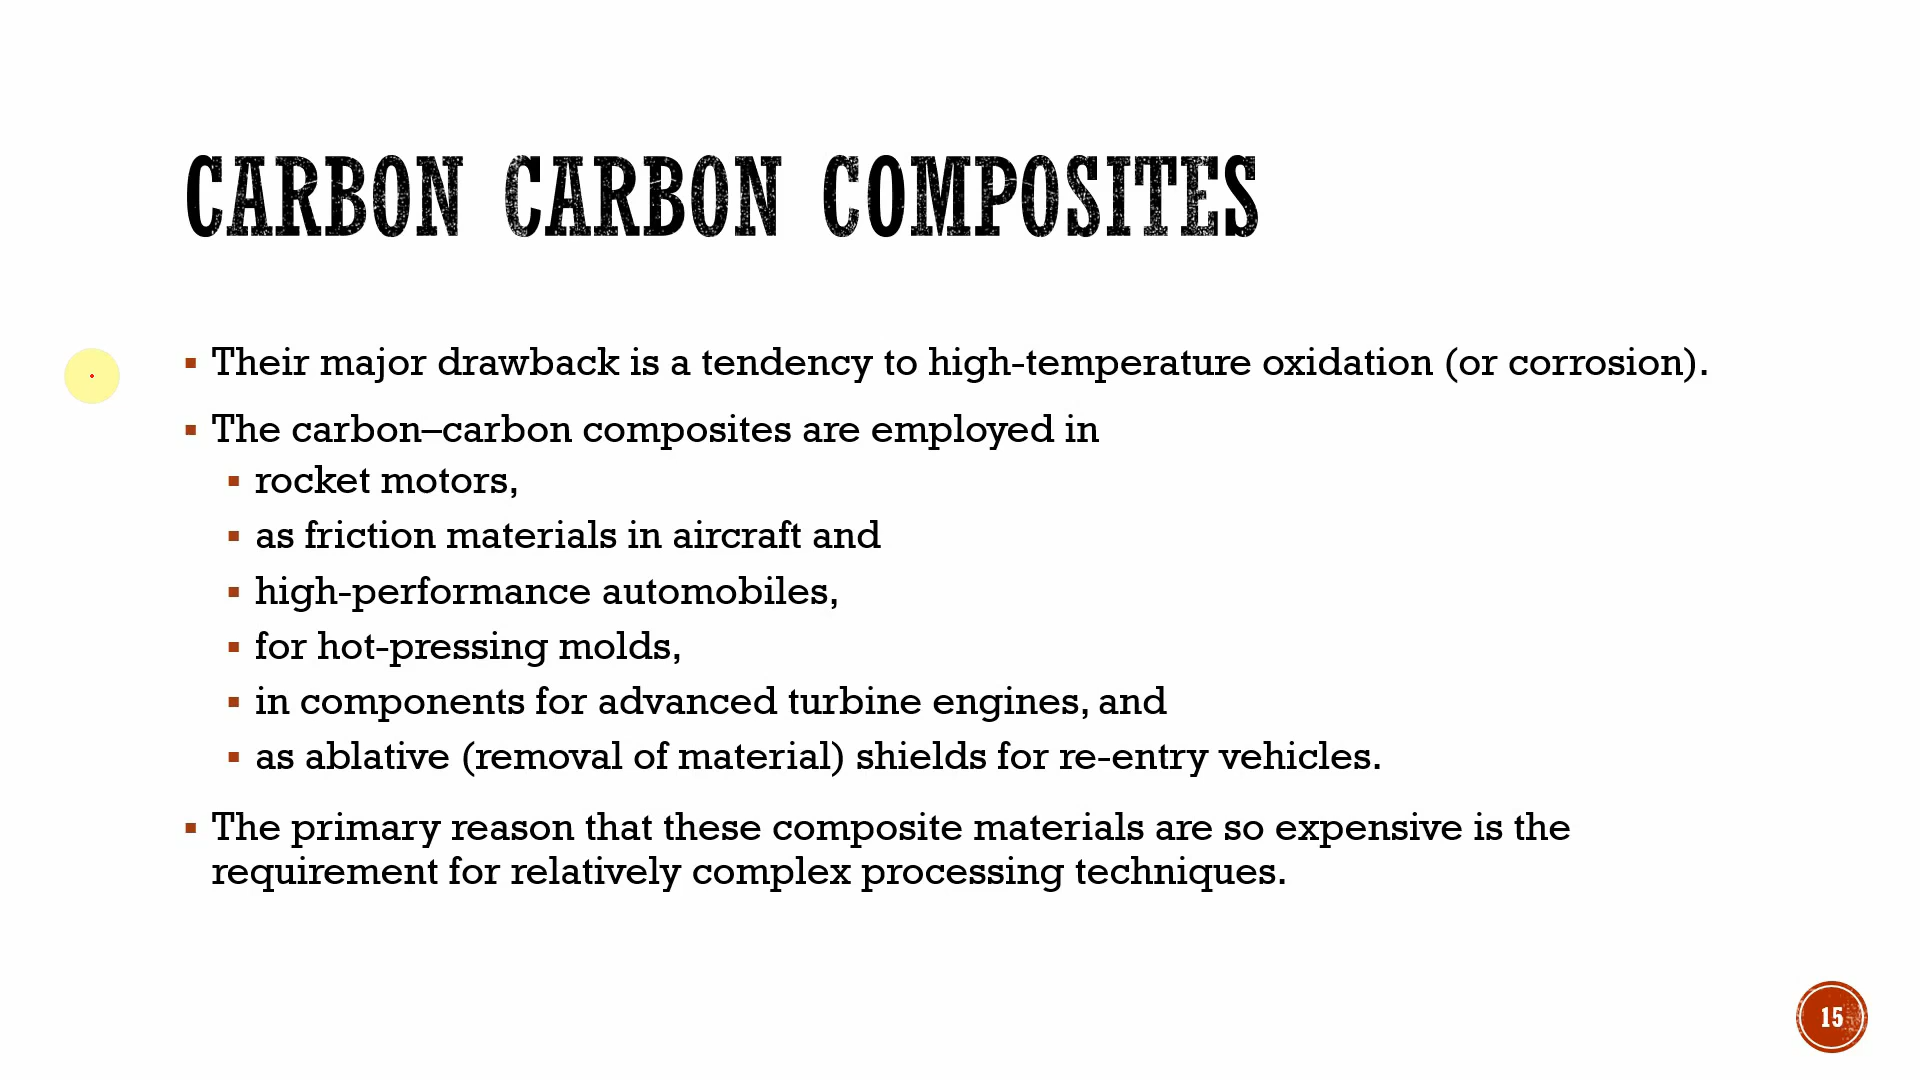 CARBON CARBON COMPOSITES
Their major drawback is a tendency to high-temperature oxidation (or corrosion).
The carbon–carbon composites are employed in
rocket motors,
as friction materials in aircraft and
high-performance automobiles,
for hot-pressing molds,
in components for advanced turbine engines, and
as ablative (removal of material) shields for re-entry vehicles.
The primary reason that these composite materials are so expensive is the
requirement for relatively complex processing techniques.
15